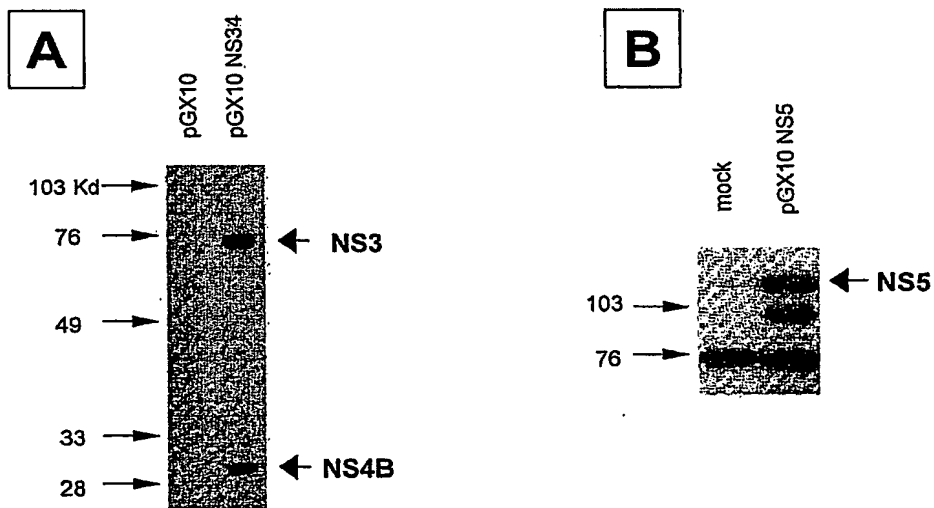 A
pGX10
pGX10 NS34
103 Kd
76
49
33
28
NS3
NS4B
B
mock
pGX10 NS5
103
76
NS5